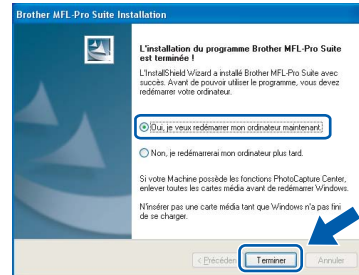 Brother MFL-Pro Suite Installation
L'installation du programme Brother MFL-Pro Suite
est terminée !
L'InstallShield Wizard a installé Brother MFL-Pro Suite avec
succès. Avant de pouvoir utiliser le programme, vous devez
redémarrer votre ordinateur.
Oui, je veux redémarrer mon ordinateur maintenant.
Non, je redémarrerai mon ordinateur plus tard.
Si votre Machine possède les fonctions PhotoCapture Center,
enlever toutes les cartes média avant de redémarrer Windows.
N'insérer pas une carte média tant que Windows n'a pas fini
de se charger.
< Précéden
Terminer
Annuler